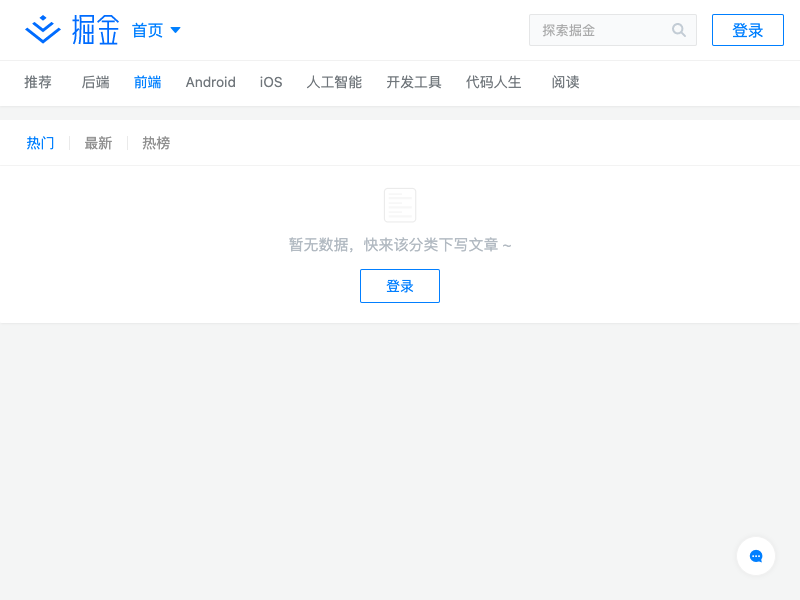 掘金 首页 探索掘金 登录
推荐 后端 前端 Android iOS 人工智能 开发工具 代码人生 阅读
热门 最新 热榜
暂无数据，快来该分类下写文章 ~
登录